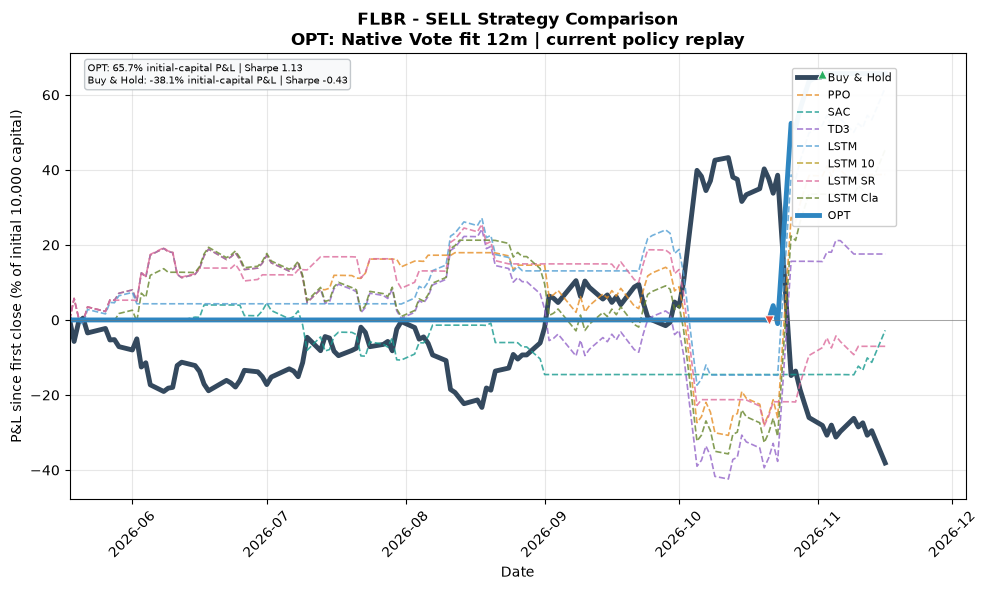 FLBR - SELL Strategy Comparison
OPT: Native Vote fit 12m | current policy replay
OPT: 65.7% initial-capital P&L | Sharpe 1.13
Buy & Hold: -38.1% initial-capital P&L | Sharpe -0.43
Buy & Hold
PPO
SAC
TD3
LSTM
LSTM 10
LSTM SR
LSTM Cla
OPT
P&L since first close (% of initial 10,000 capital)
60
40
20
0
−20
−40
2026-06
2026-07
2026-08
2026-09
2026-10
2026-11
2026-12
Date